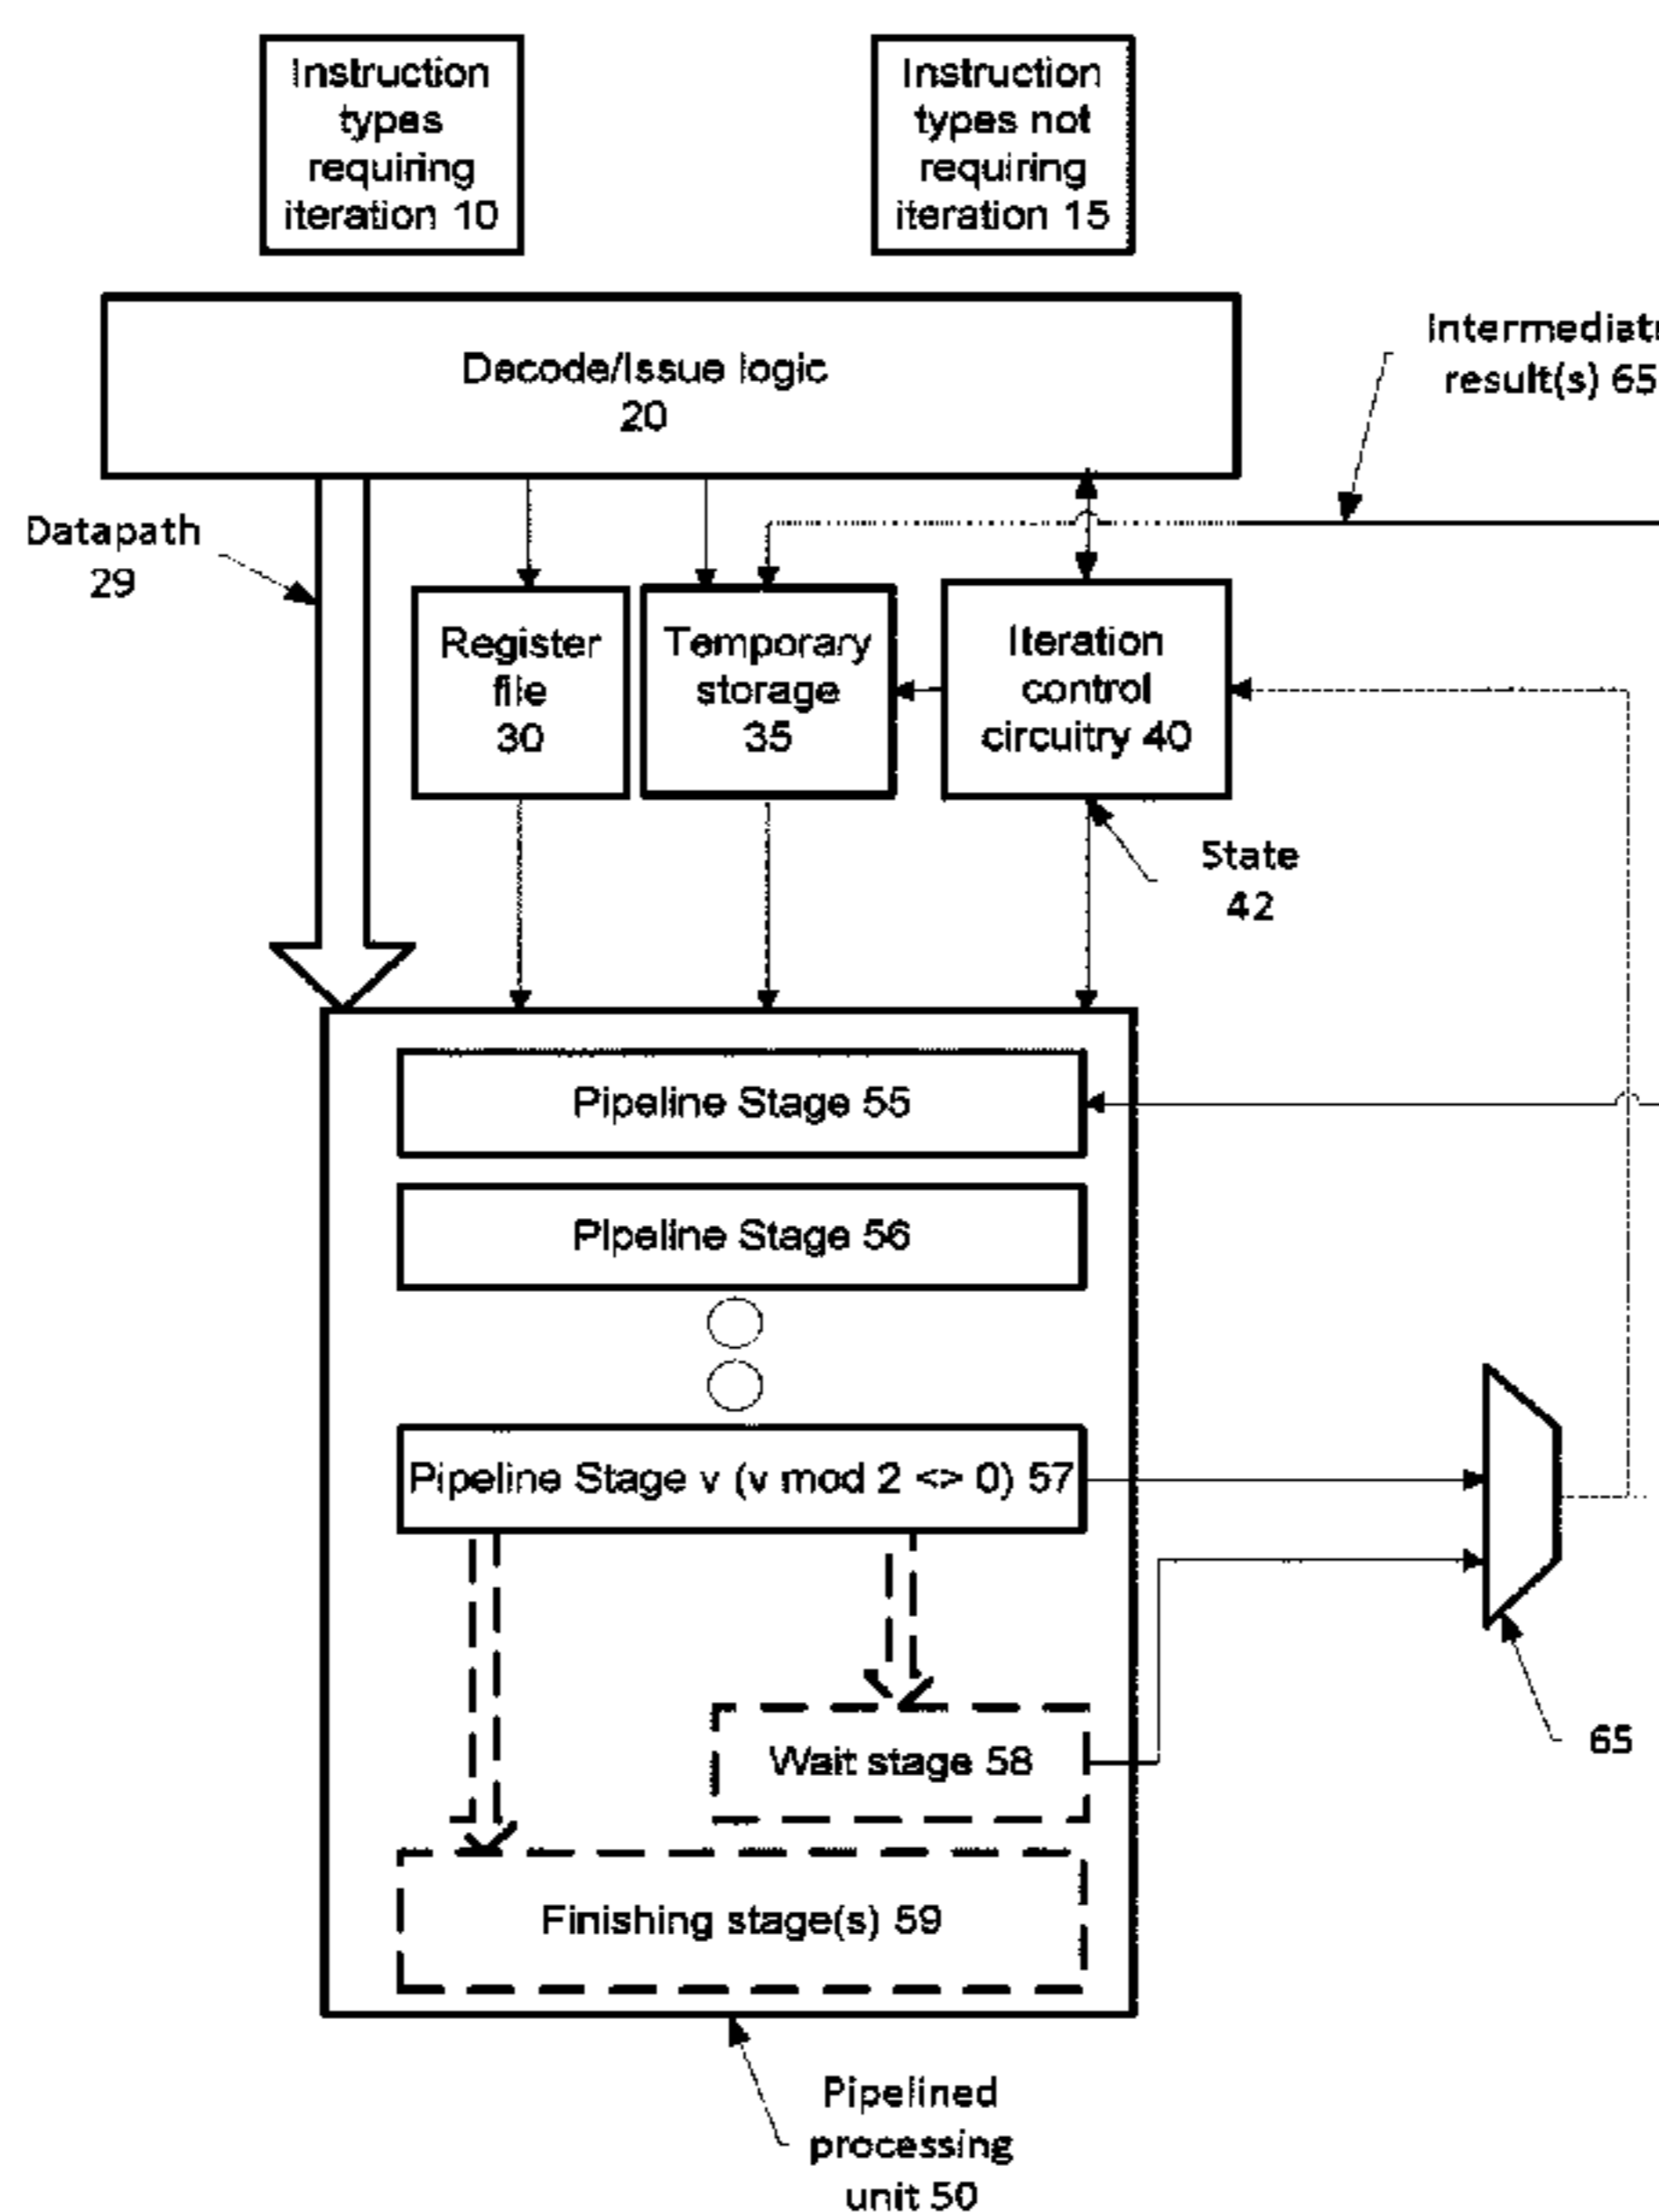 Instruction
types
requiring
iteration 10
Instruction
types not
requiring
iteration 15
Decode/Issue logic
20
Intermediat
result(s) 65
Datapath
29
Register
file
30
Temporary
storage
35
Iteration
control
circuitry 40
State
42
Pipeline Stage 55
Pipeline Stage 56
Pipeline Stage v (v mod 2 <> 0) 57
Wait stage 58
65
Finishing stage(s) 59
Pipelined
processing
unit 50